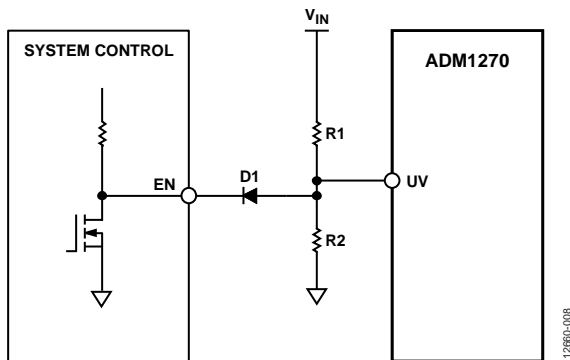 V_IN
SYSTEM CONTROL
ADM1270
R1
D1
EN
UV
R2
12660-008